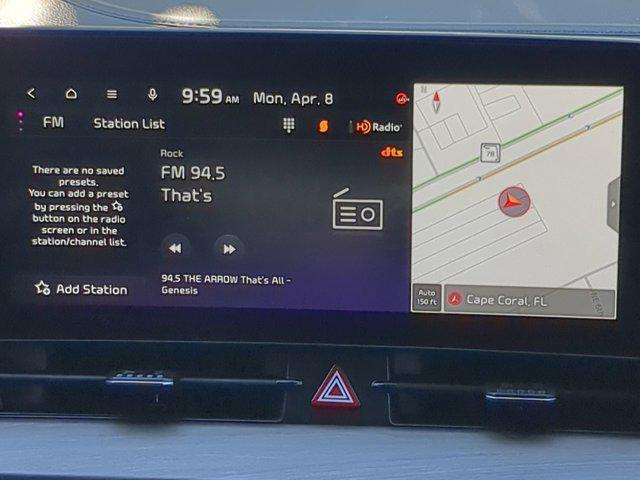 9:59 AM
Mon, Apr. 8
FM
Station List
HD Radio
dts
There are no saved
presets.
You can add a preset
by pressing the
button on the radio
screen or in the
station/channel list.
Add Station
Rock
FM 94.5
That's
94.5 THE ARROW That's All -
Genesis
N
78
Auto
150 ft
Cape Coral, FL